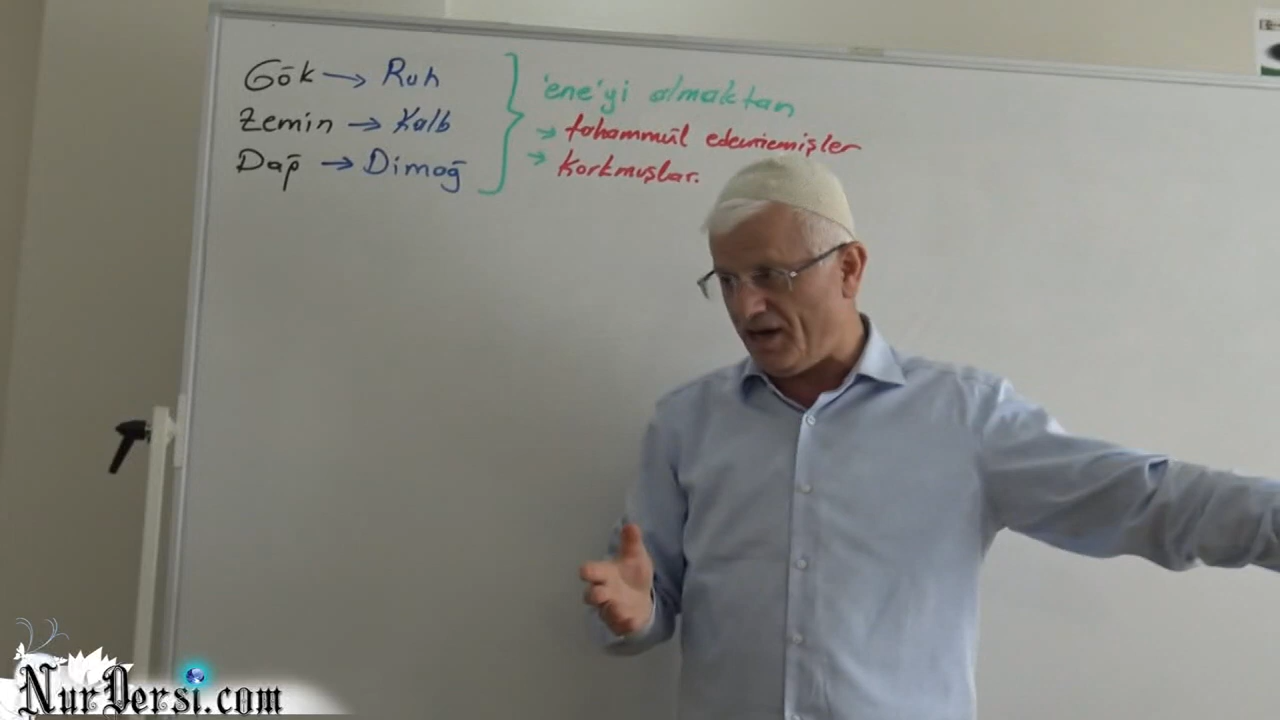 Gök → Ruh
Zemin → Kalb
Dağ → Dimağ
'ene'yi almaktan
→ tahammül edememişler
→ Korkmuşlar.
NurDersi.com